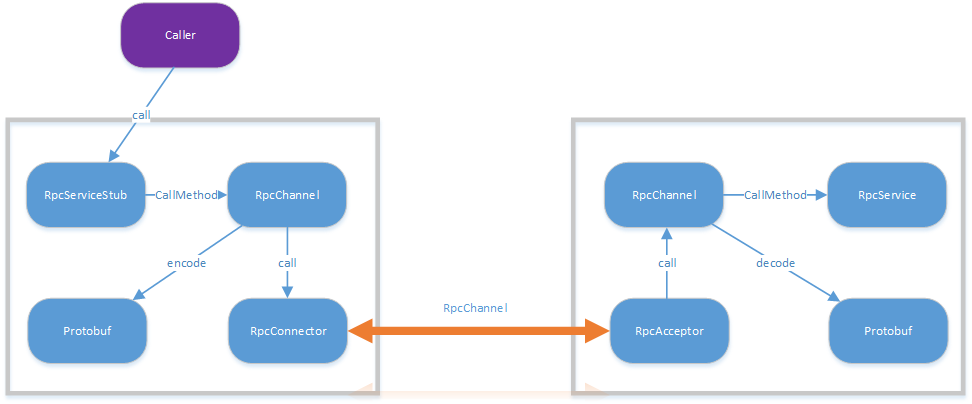 Caller
call
RpcServiceStub
CallMethod
RpcChannel
encode
call
Protobuf
RpcConnector
RpcChannel
RpcChannel
CallMethod
RpcService
call
decode
RpcAcceptor
Protobuf